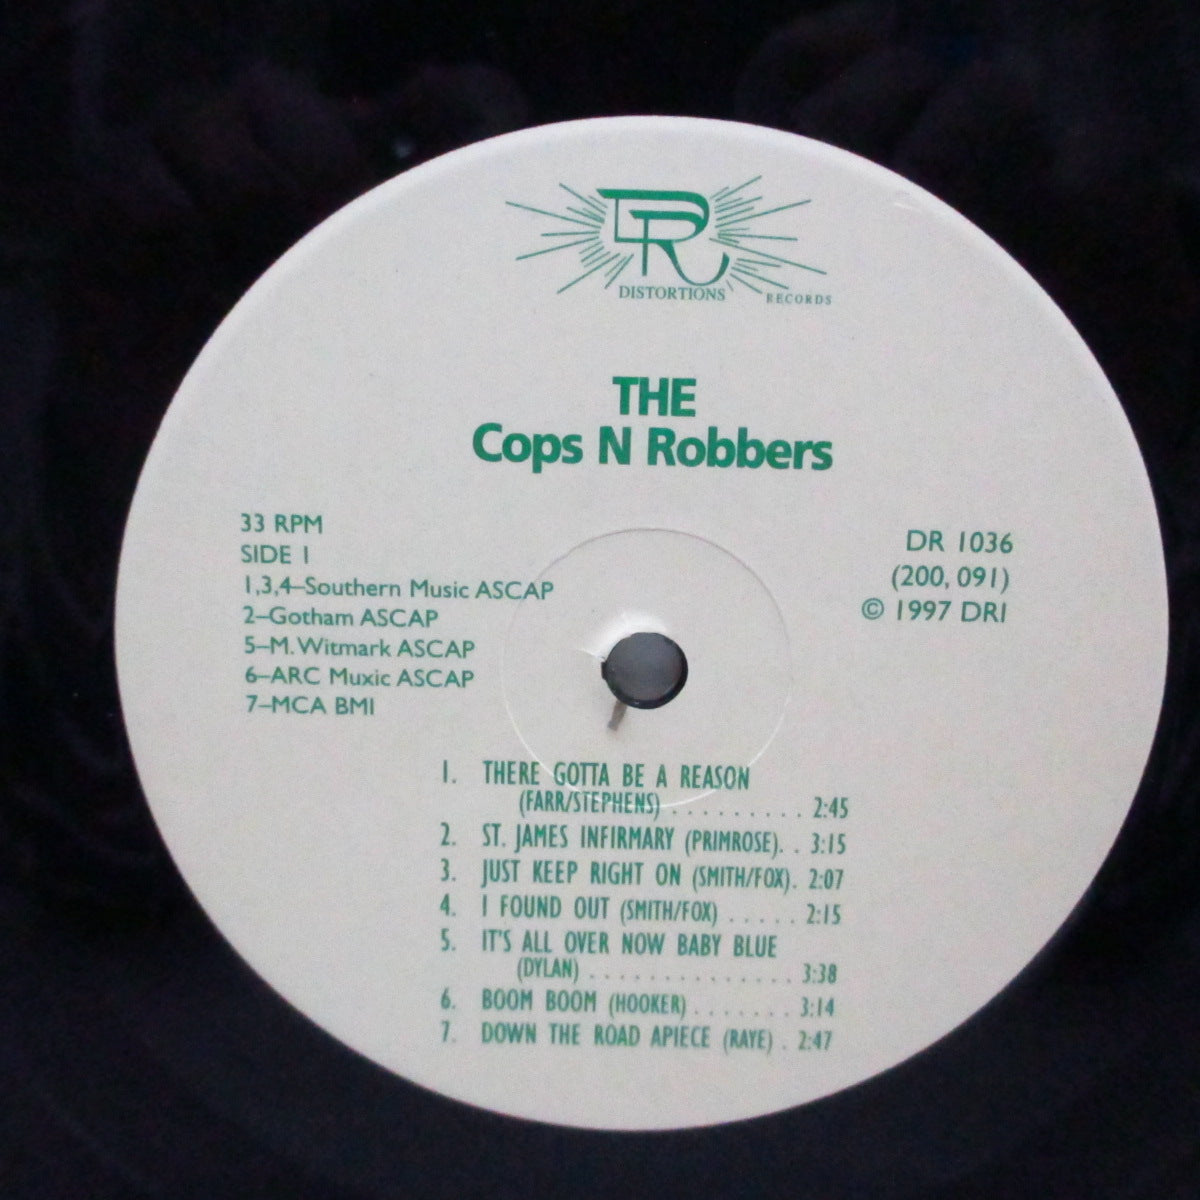 DR
DISTORTIONS RECORDS
THE
Cops N Robbers
33 RPM
SIDE 1
1,3,4–Southern Music ASCAP
2–Gotham ASCAP
5–M. Witmark ASCAP
6–ARC Muxic ASCAP
7–MCA BMI
DR 1036
(200, 091)
© 1997 DRI
1. THERE GOTTA BE A REASON
(FARR/STEPHENS) . . . . . . . . . 2:45
2. ST. JAMES INFIRMARY (PRIMROSE). . 3:15
3. JUST KEEP RIGHT ON (SMITH/FOX). 2:07
4. I FOUND OUT (SMITH/FOX) . . . . . 2:15
5. IT'S ALL OVER NOW BABY BLUE
(DYLAN) . . . . . . . . . . . . . . 3:38
6. BOOM BOOM (HOOKER) . . . . . . . 3:14
7. DOWN THE ROAD APIECE (RAYE) . 2:47